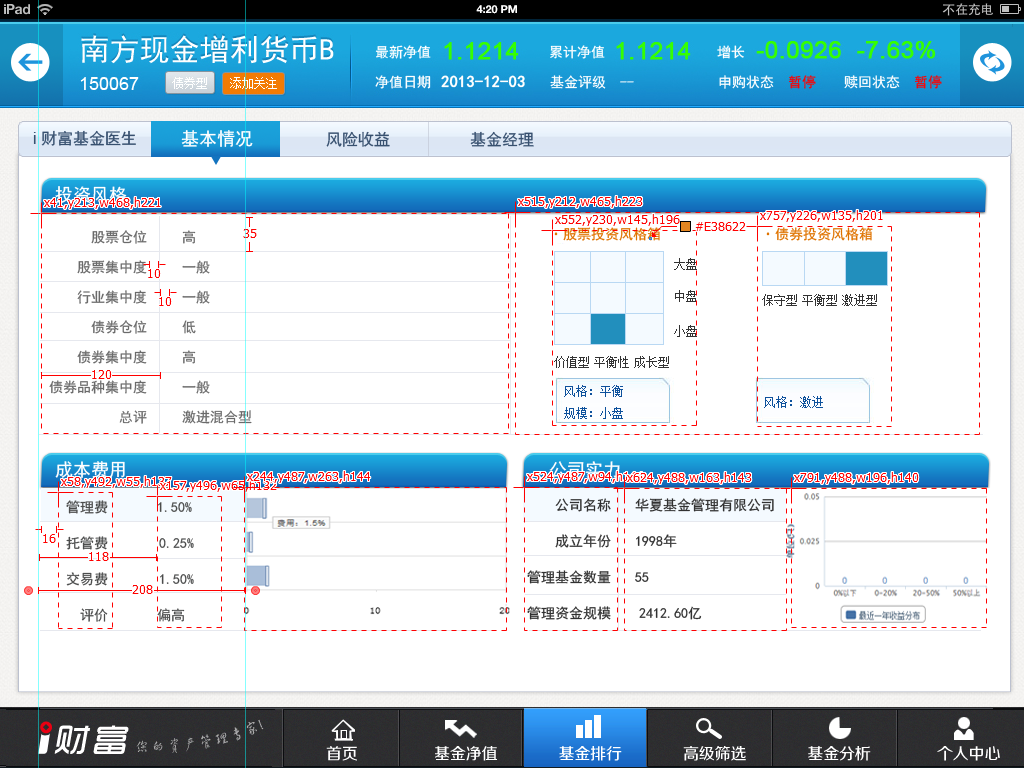 iPad 4:20 PM 不在充电
南方现金增利货币B
最新净值 1.1214 累计净值 1.1214 增长 -0.0926 -7.63%
150067 债券型 添加关注
净值日期 2013-12-03 基金评级 — 申购状态 暂停 赎回状态 暂停
i 财富基金医生 基本情况 风险收益 基金经理
投资风格
x41,y213,w468,h221
x515,y212,w465,h223
x552,y230,w145,h196
#E38622
x757,y226,w135,h201
股票仓位 高
35
股票集中度 一般
10
行业集中度 一般
10
债券仓位 低
债券集中度 高
120
债券品种集中度 一般
总评 激进混合型
· 股票投资风格箱
大盘
中盘
小盘
价值型 平衡性 成长型
风格：平衡
规模：小盘
· 债券投资风格箱
保守型 平衡型 激进型
风格：激进
成本费用
x244,y487,w263,h144
管理费 1.50%
费用：1.5%
托管费 0.25%
16
118
交易费 1.50%
208
评价 偏高
0 10 20
公司实力
x624,y488,w163,h143
x791,y488,w196,h140
公司名称 华夏基金管理有限公司
成立年份 1998年
管理基金数量 55
管理资金规模 2412.60亿
0.05
0.025
0
0 0 0 0
0%以下 0~20% 20~50% 50%以上
最近一年收益分布
i财富 你的资产管理专家!
首页 基金净值 基金排行 高级筛选 基金分析 个人中心